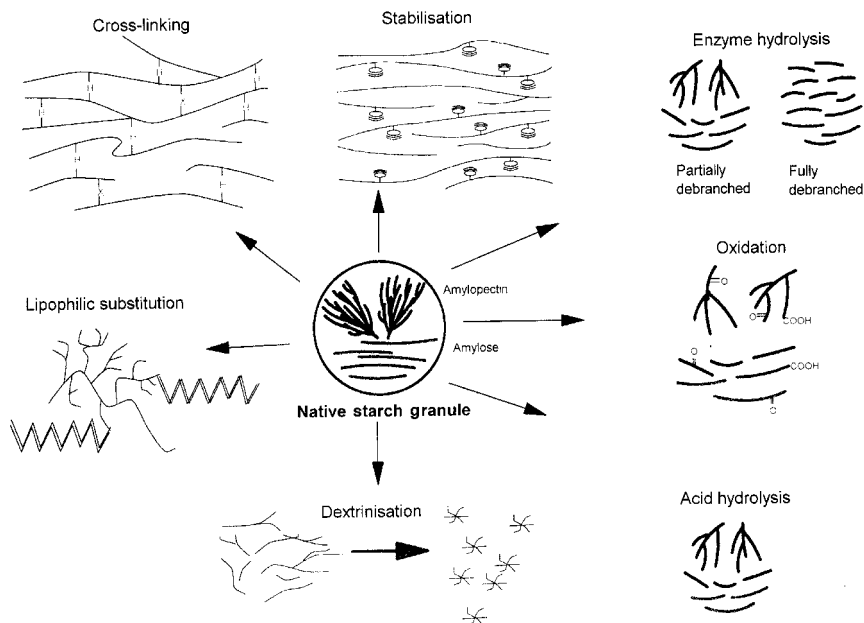 Cross-linking
Stabilisation
Enzyme hydrolysis
Partially
debranched
Fully
debranched
Oxidation
O
O
COOH
O
COOH
O
Lipophilic substitution
Amylopectin
Amylose
Native starch granule
Dextrinisation
Acid hydrolysis